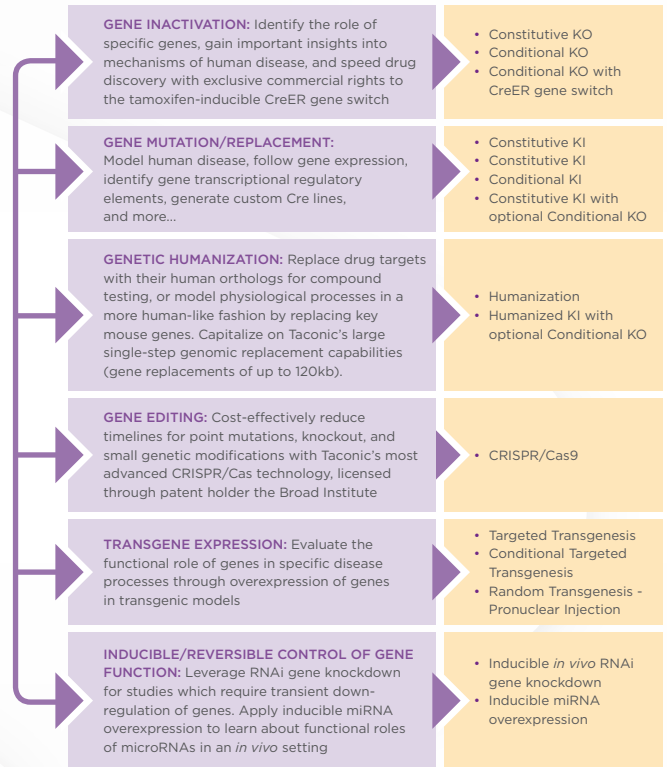 GENE INACTIVATION: Identify the role of
specific genes, gain important insights into
mechanisms of human disease, and speed drug
discovery with exclusive commercial rights to
the tamoxifen-inducible CreER gene switch
• Constitutive KO
• Conditional KO
• Conditional KO with
CreER gene switch
GENE MUTATION/REPLACEMENT:
Model human disease, follow gene expression,
identify gene transcriptional regulatory
elements, generate custom Cre lines,
and more...
• Constitutive KI
• Constitutive KI
• Conditional KI
• Constitutive KI with
optional Conditional KO
GENETIC HUMANIZATION: Replace drug targets
with their human orthologs for compound
testing, or model physiological processes in a
more human-like fashion by replacing key
mouse genes. Capitalize on Taconic's large
single-step genomic replacement capabilities
(gene replacements of up to 120kb).
• Humanization
• Humanized KI with
optional Conditional KO
GENE EDITING: Cost-effectively reduce
timelines for point mutations, knockout, and
small genetic modifications with Taconic's most
advanced CRISPR/Cas technology, licensed
through patent holder the Broad Institute
• CRISPR/Cas9
TRANSGENE EXPRESSION: Evaluate the
functional role of genes in specific disease
processes through overexpression of genes
in transgenic models
• Targeted Transgenesis
• Conditional Targeted
Transgenesis
• Random Transgenesis -
Pronuclear Injection
INDUCIBLE/REVERSIBLE CONTROL OF GENE
FUNCTION: Leverage RNAi gene knockdown
for studies which require transient down-
regulation of genes. Apply inducible miRNA
overexpression to learn about functional roles
of microRNAs in an in vivo setting
• Inducible in vivo RNAi
gene knockdown
• Inducible miRNA
overexpression